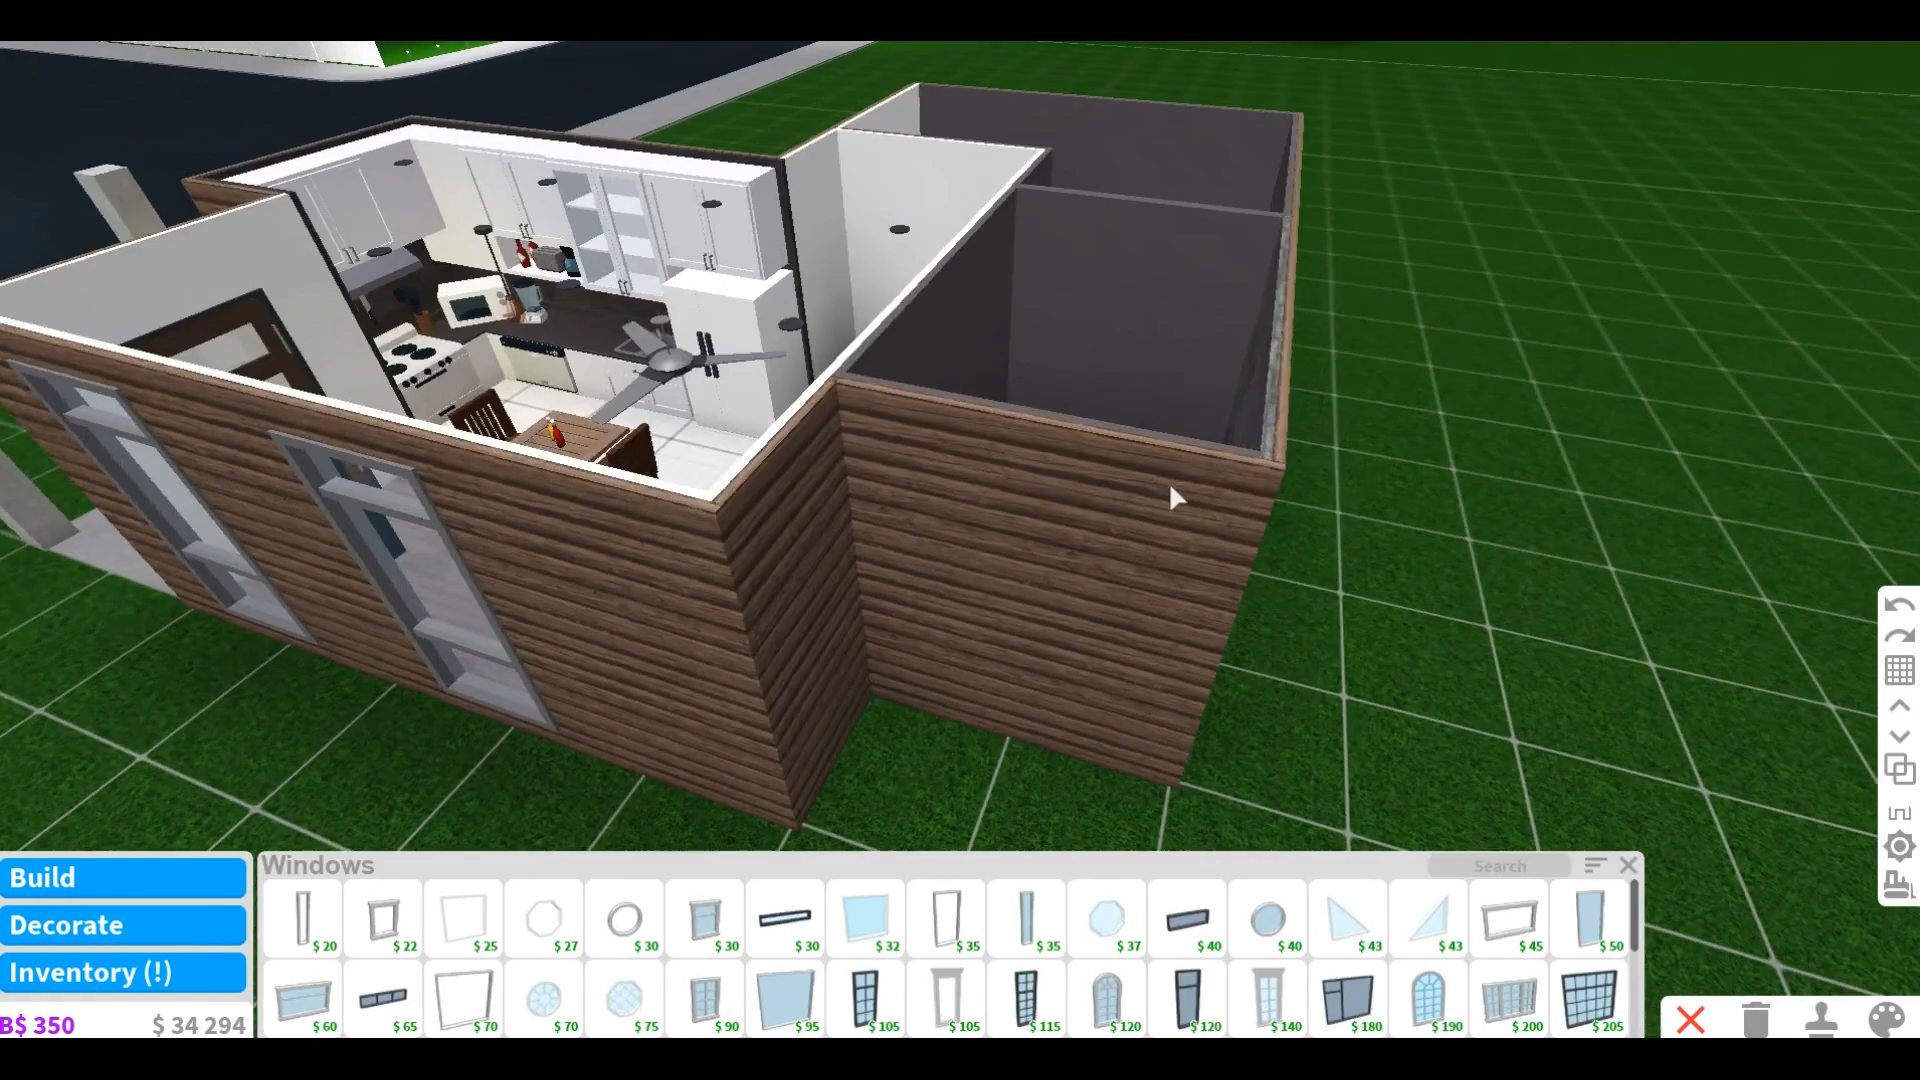 Build
Decorate
Inventory (!)
B$ 350 $ 34 294
Windows
Search
$ 20 $ 22 $ 25 $ 27 $ 30 $ 30 $ 30 $ 32 $ 35 $ 35 $ 37 $ 40 $ 40 $ 43 $ 43 $ 45 $ 50
$ 60 $ 65 $ 70 $ 70 $ 75 $ 90 $ 95 $ 105 $ 105 $ 115 $ 120 $ 120 $ 140 $ 180 $ 190 $ 200 $ 205